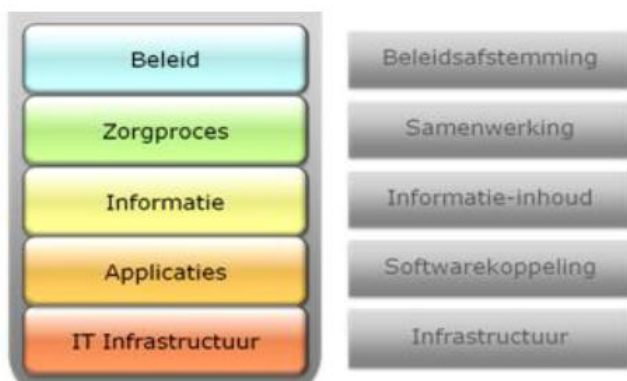 Beleid
Beleidsafstemming
Zorgproces
Samenwerking
Informatie
Informatie-inhoud
Applicaties
Softwarekoppeling
IT Infrastructuur
Infrastructuur